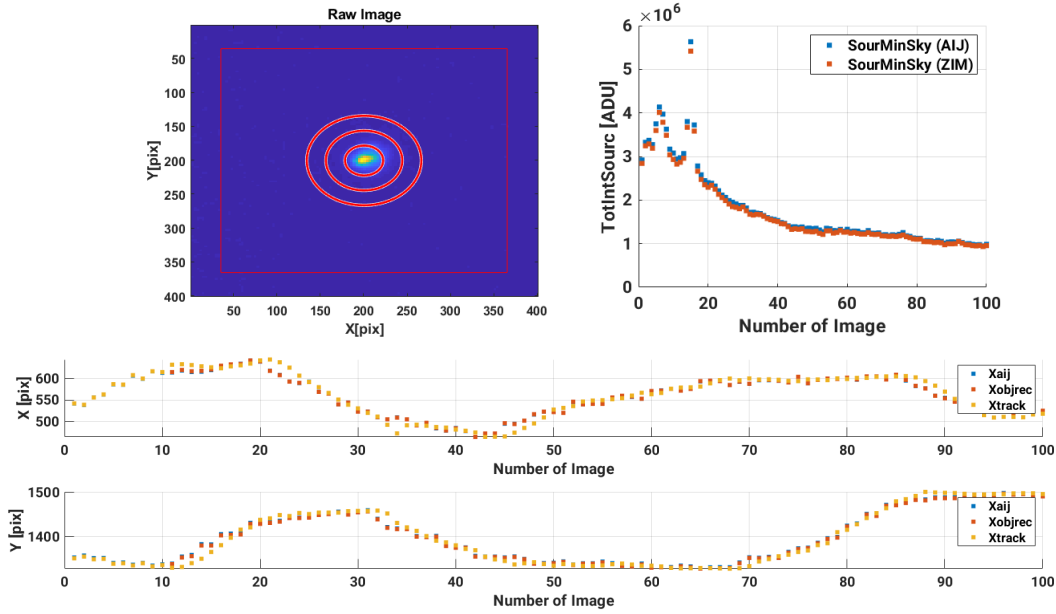 Raw Image
50
100
150
200
250
300
350
400
Y[pix]
50 100 150 200 250 300 350 400
X[pix]
×10⁶
6
5
4
3
2
1
0
TotIntSourc [ADU]
SourMinSky (AIJ)
SourMinSky (ZIM)
0 20 40 60 80 100
Number of Image
600
550
500
X [pix]
Xaij
Xobjrec
Xtrack
0 10 20 30 40 50 60 70 80 90 100
Number of Image
1500
1400
Y [pix]
Xaij
Xobjrec
Xtrack
0 10 20 30 40 50 60 70 80 90 100
Number of Image